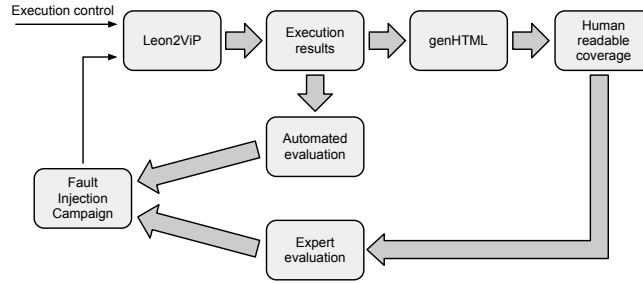 Execution control
Leon2ViP
Execution
results
genHTML
Human
readable
coverage
Automated
evaluation
Fault
Injection
Campaign
Expert
evaluation